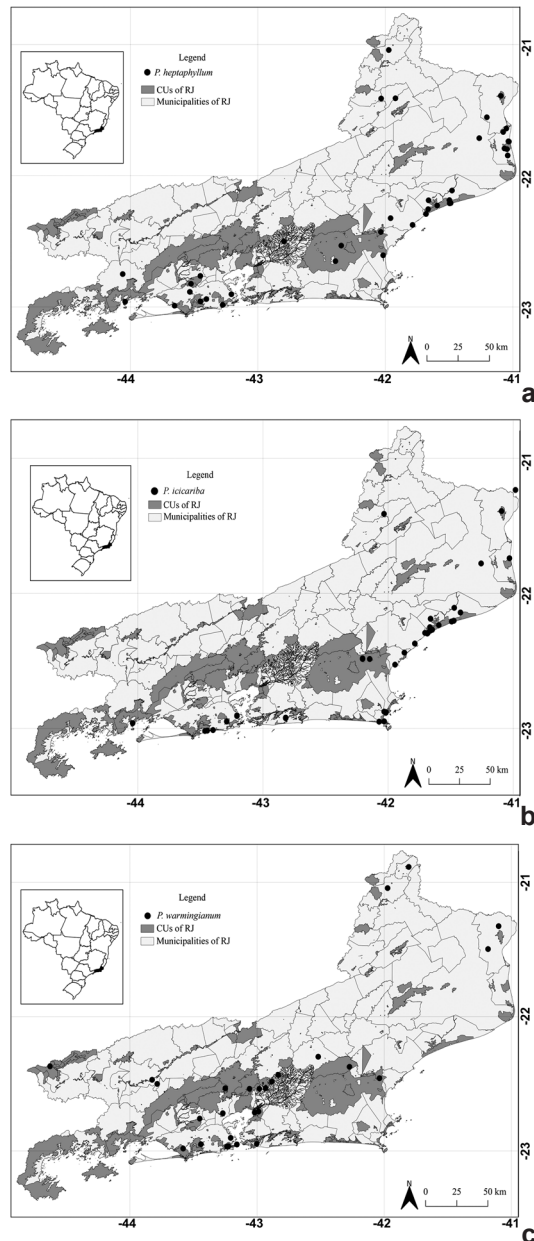 Legend
P. heptaphyllum
CUs of RJ
Municipalities of RJ
-21
-22
-23
N
0 25 50 km
-44
-43
-42
-41
a
Legend
P. icicariba
CUs of RJ
Municipalities of RJ
-21
-22
-23
N
0 25 50 km
-44
-43
-42
-41
b
Legend
P. warmingianum
CUs of RJ
Municipalities of RJ
-21
-22
-23
N
0 25 50 km
-44
-43
-42
-41
c